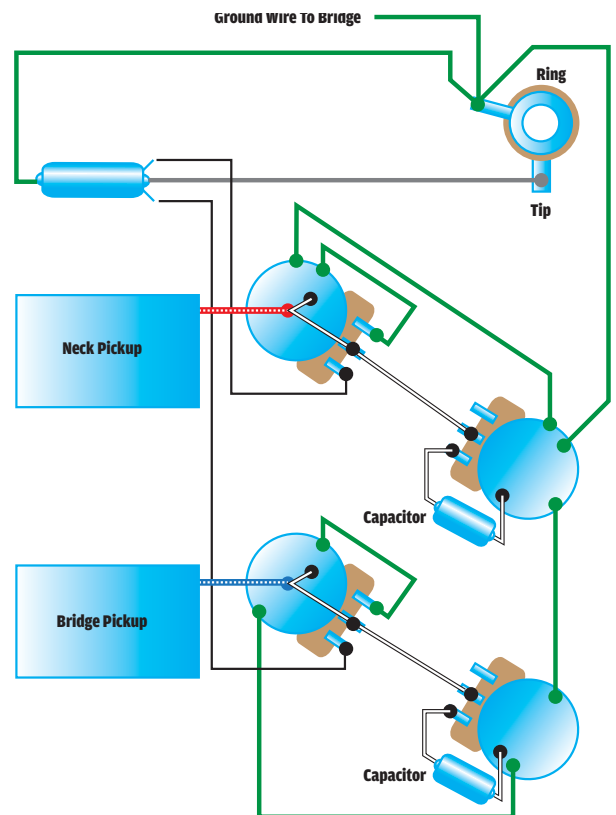 Ground Wire To Bridge
Ring
Tip
Neck Pickup
Capacitor
Bridge Pickup
Capacitor